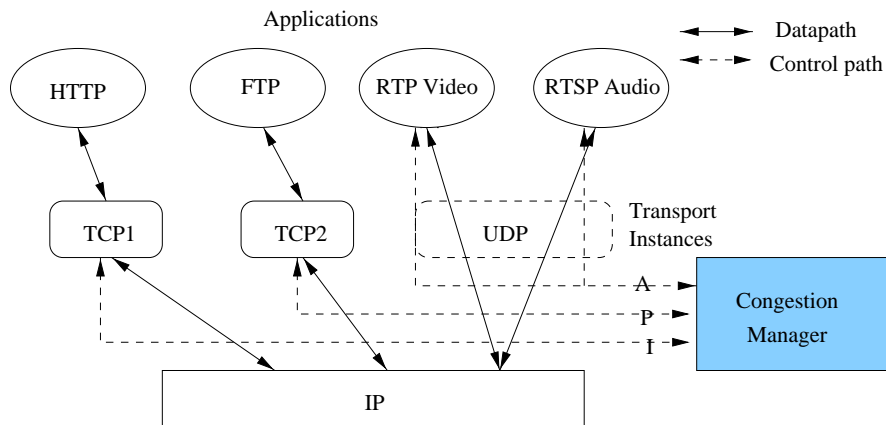 Applications
Datapath
Control path
HTTP
FTP
RTP Video
RTSP Audio
TCP1
TCP2
UDP
Transport
Instances
A
P
I
Congestion
Manager
IP